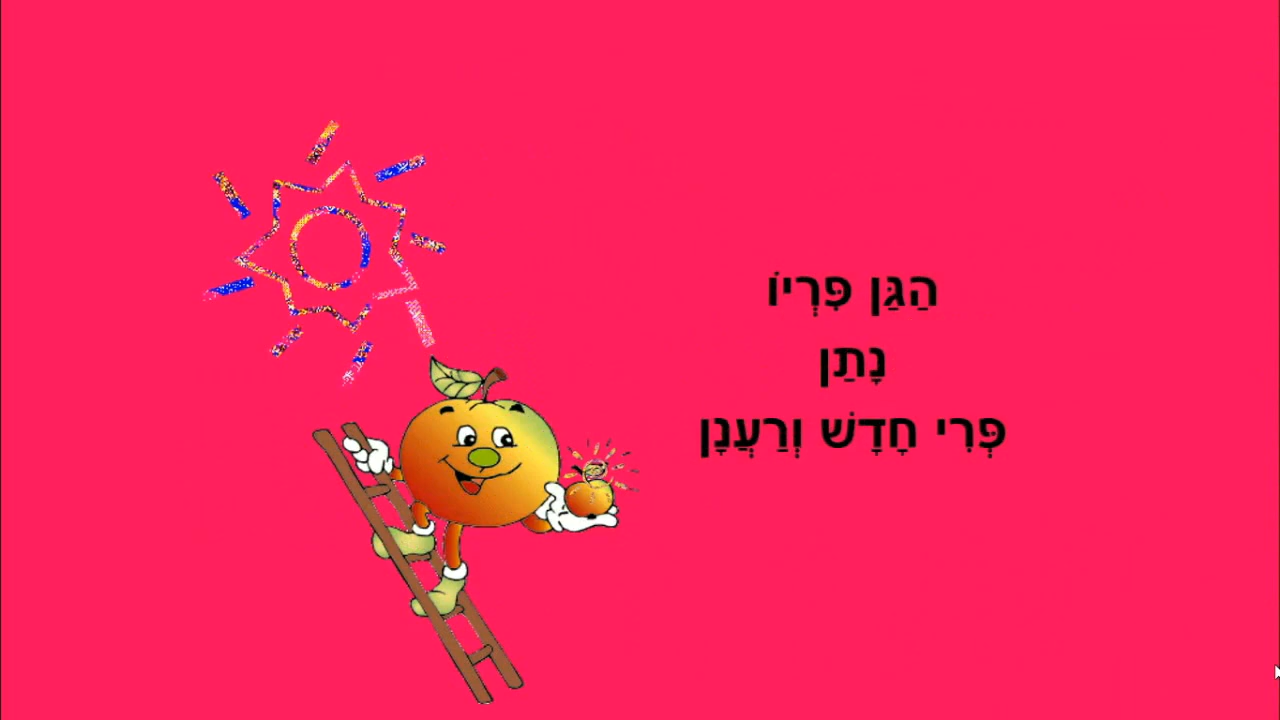 הַגַּן פִּרְיוֹ
נָתַן
פְּרִי חָדָשׁ וְרַעֲנָן